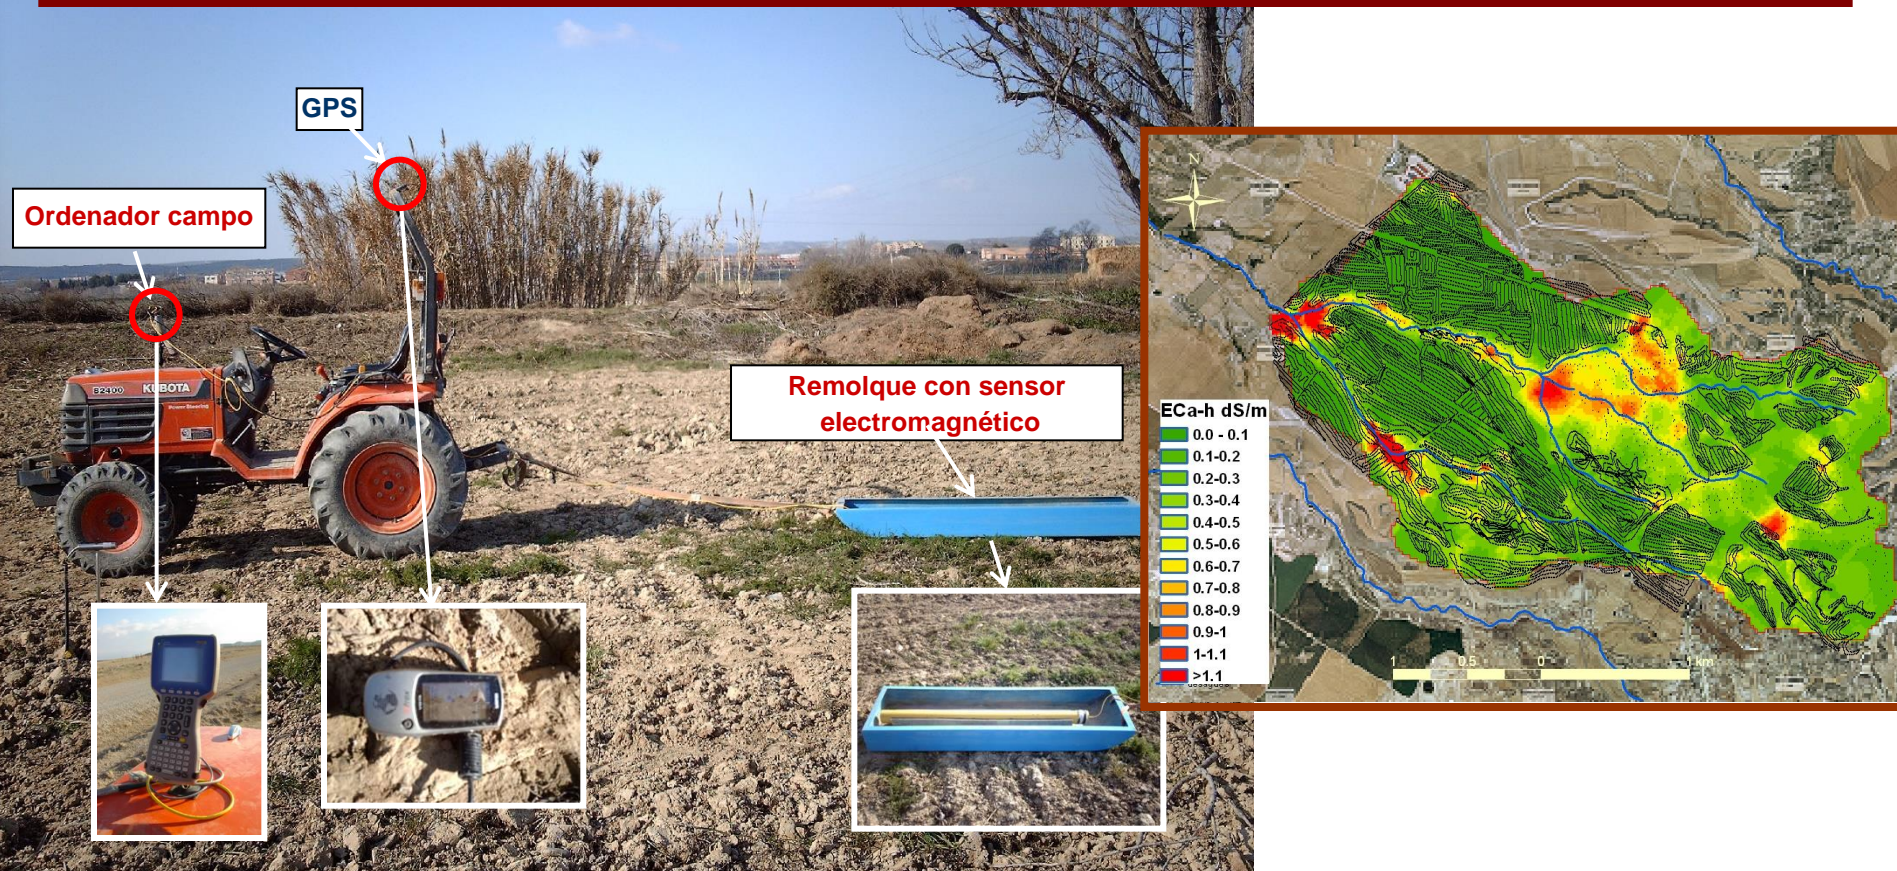 GPS
Ordenador campo
B2400 KUBOTA
Power Steering
Remolque con sensor
electromagnético
N
ECa-h dS/m
0.0 - 0.1
0.1-0.2
0.2-0.3
0.3-0.4
0.4-0.5
0.5-0.6
0.6-0.7
0.7-0.8
0.8-0.9
0.9-1
1-1.1
>1.1
1 0.5 0 1 km